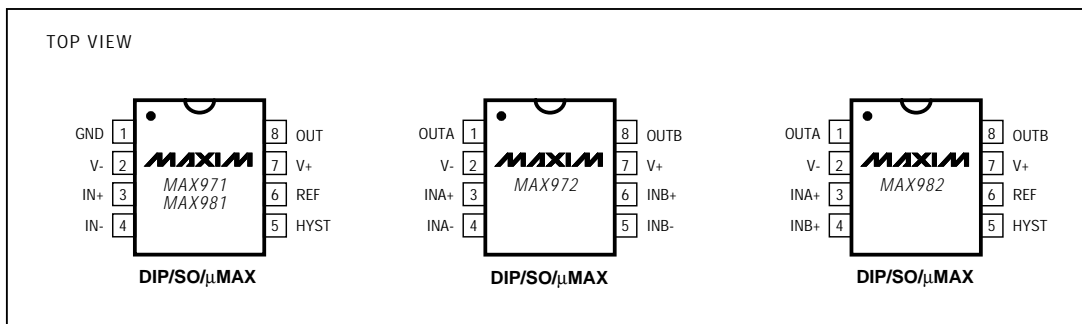 TOP VIEW
GND 1
V- 2
IN+ 3
IN- 4
MAXIM
MAX971
MAX981
8 OUT
7 V+
6 REF
5 HYST
DIP/SO/µMAX
OUTA 1
V- 2
INA+ 3
INA- 4
MAXIM
MAX972
8 OUTB
7 V+
6 INB+
5 INB-
DIP/SO/µMAX
OUTA 1
V- 2
INA+ 3
INB+ 4
MAXIM
MAX982
8 OUTB
7 V+
6 REF
5 HYST
DIP/SO/µMAX